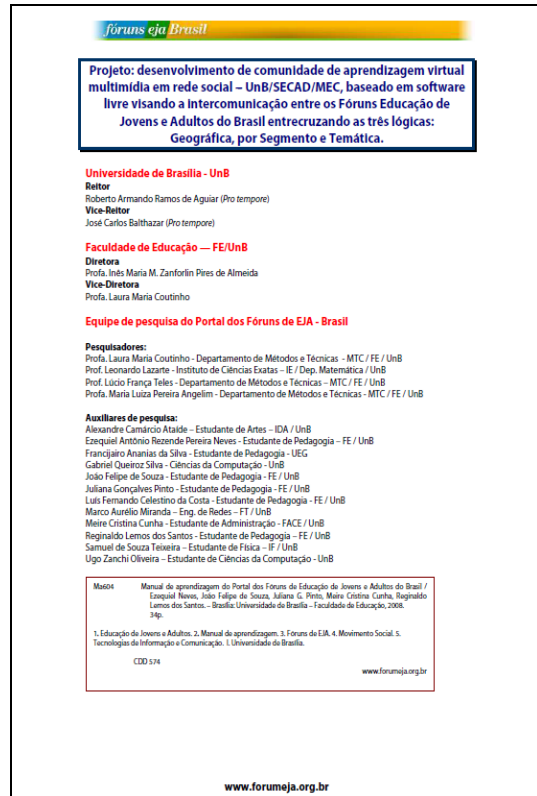 fóruns eja Brasil
Projeto: desenvolvimento de comunidade de aprendizagem virtual
multimídia em rede social – UnB/SECAD/MEC, baseado em software
livre visando a intercomunicação entre os Fóruns Educação de
Jovens e Adultos do Brasil entrecruzando as três lógicas:
Geográfica, por Segmento e Temática.
Universidade de Brasília - UnB
Reitor
Roberto Armando Ramos de Aguiar (Pro tempore)
Vice-Reitor
José Carlos Balthazar (Pro tempore)
Faculdade de Educação — FE/UnB
Diretora
Profa. Inês Maria M. Zanforlin Pires de Almeida
Vice-Diretora
Profa. Laura Maria Coutinho
Equipe de pesquisa do Portal dos Fóruns de EJA - Brasil
Pesquisadores:
Profa. Laura Maria Coutinho - Departamento de Métodos e Técnicas - MTC / FE / UnB
Prof. Leonardo Lazarte - Instituto de Ciências Exatas – IE / Dep. Matemática / UnB
Prof. Lúcio França Teles - Departamento de Métodos e Técnicas – MTC / FE / UnB
Profa. Maria Luiza Pereira Angelim - Departamento de Métodos e Técnicas - MTC / FE / UnB
Auxiliares de pesquisa:
Alexandre Camárcio Ataíde – Estudante de Artes – IDA / UnB
Ezequiel Antônio Rezende Pereira Neves - Estudante de Pedagogia – FE / UnB
Francijairo Ananias da Silva - Estudante de Pedagogia - UEG
Gabriel Queiroz Silva - Ciências da Computação - UnB
João Felipe de Souza - Estudante de Pedagogia - FE / UnB
Juliana Gonçalves Pinto - Estudante de Pedagogia - FE / UnB
Luís Fernando Celestino da Costa - Estudante de Pedagogia - FE / UnB
Marco Aurélio Miranda – Eng. de Redes – FT / UnB
Meire Cristina Cunha - Estudante de Administração - FACE / UnB
Reginaldo Lemos dos Santos - Estudante de Pedagogia – FE / UnB
Samuel de Souza Teixeira – Estudante de Física – IF / UnB
Ugo Zanchi Oliveira – Estudante de Ciências da Computação - UnB
Ma604 Manual de aprendizagem do Portal dos Fóruns de Educação de Jovens e Adultos do Brasil /
Ezequiel Neves, João Felipe de Souza, Juliana G. Pinto, Meire Cristina Cunha, Reginaldo
Lemos dos Santos. – Brasília: Universidade de Brasília – Faculdade de Educação, 2008.
34p.
1. Educação de Jovens e Adultos. 2. Manual de aprendizagem. 3. Fóruns de EJA. 4. Movimento Social. 5.
Tecnologias de Informação e Comunicação. I. Universidade de Brasília.
CDD 574
www.forumeja.org.br
www.forumeja.org.br